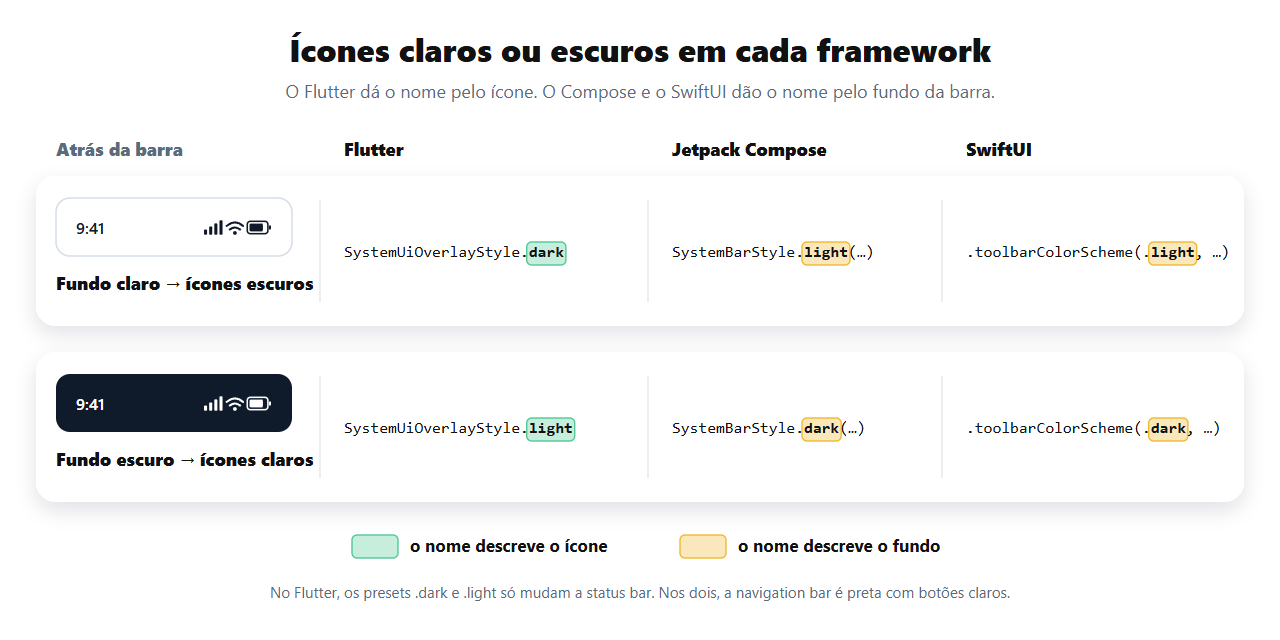 Ícones claros ou escuros em cada framework
O Flutter dá o nome pelo ícone. O Compose e o SwiftUI dão o nome pelo fundo da barra.
Atrás da barra
Flutter
Jetpack Compose
SwiftUI
9:41
Fundo claro → ícones escuros
SystemUiOverlayStyle.dark
SystemBarStyle.light(…)
.toolbarColorScheme(.light, …)
9:41
Fundo escuro → ícones claros
SystemUiOverlayStyle.light
SystemBarStyle.dark(…)
.toolbarColorScheme(.dark, …)
o nome descreve o ícone
o nome descreve o fundo
No Flutter, os presets .dark e .light só mudam a status bar. Nos dois, a navigation bar é preta com botões claros.